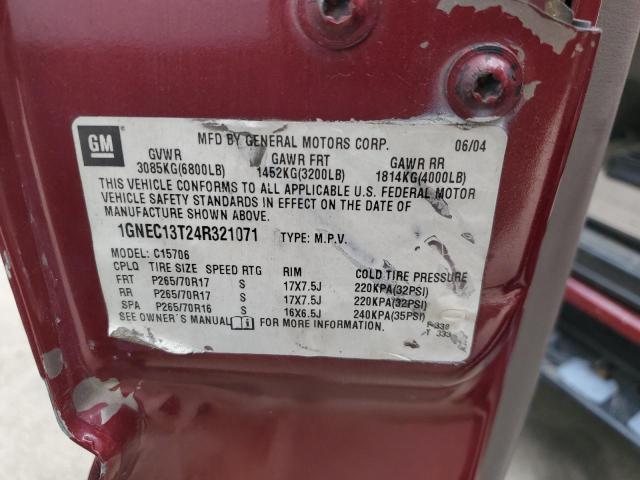 GM
MFD BY GENERAL MOTORS CORP. 06/04
GVWR GAWR FRT GAWR RR
3085KG(6800LB) 1452KG(3200LB) 1814KG(4000LB)
THIS VEHICLE CONFORMS TO ALL APPLICABLE U.S. FEDERAL MOTOR
VEHICLE SAFETY STANDARDS IN EFFECT ON THE DATE OF
MANUFACTURE SHOWN ABOVE.
1GNEC13T24R321071 TYPE: M.P.V.
MODEL: C15706
CPLQ TIRE SIZE SPEED RTG RIM COLD TIRE PRESSURE
FRT P265/70R17 S 17X7.5J 220KPA(32PSI)
RR P265/70R17 S 17X7.5J 220KPA(32PSI)
SPA P265/70R16 S 16X6.5J 240KPA(35PSI)
SEE OWNER'S MANUAL FOR MORE INFORMATION.